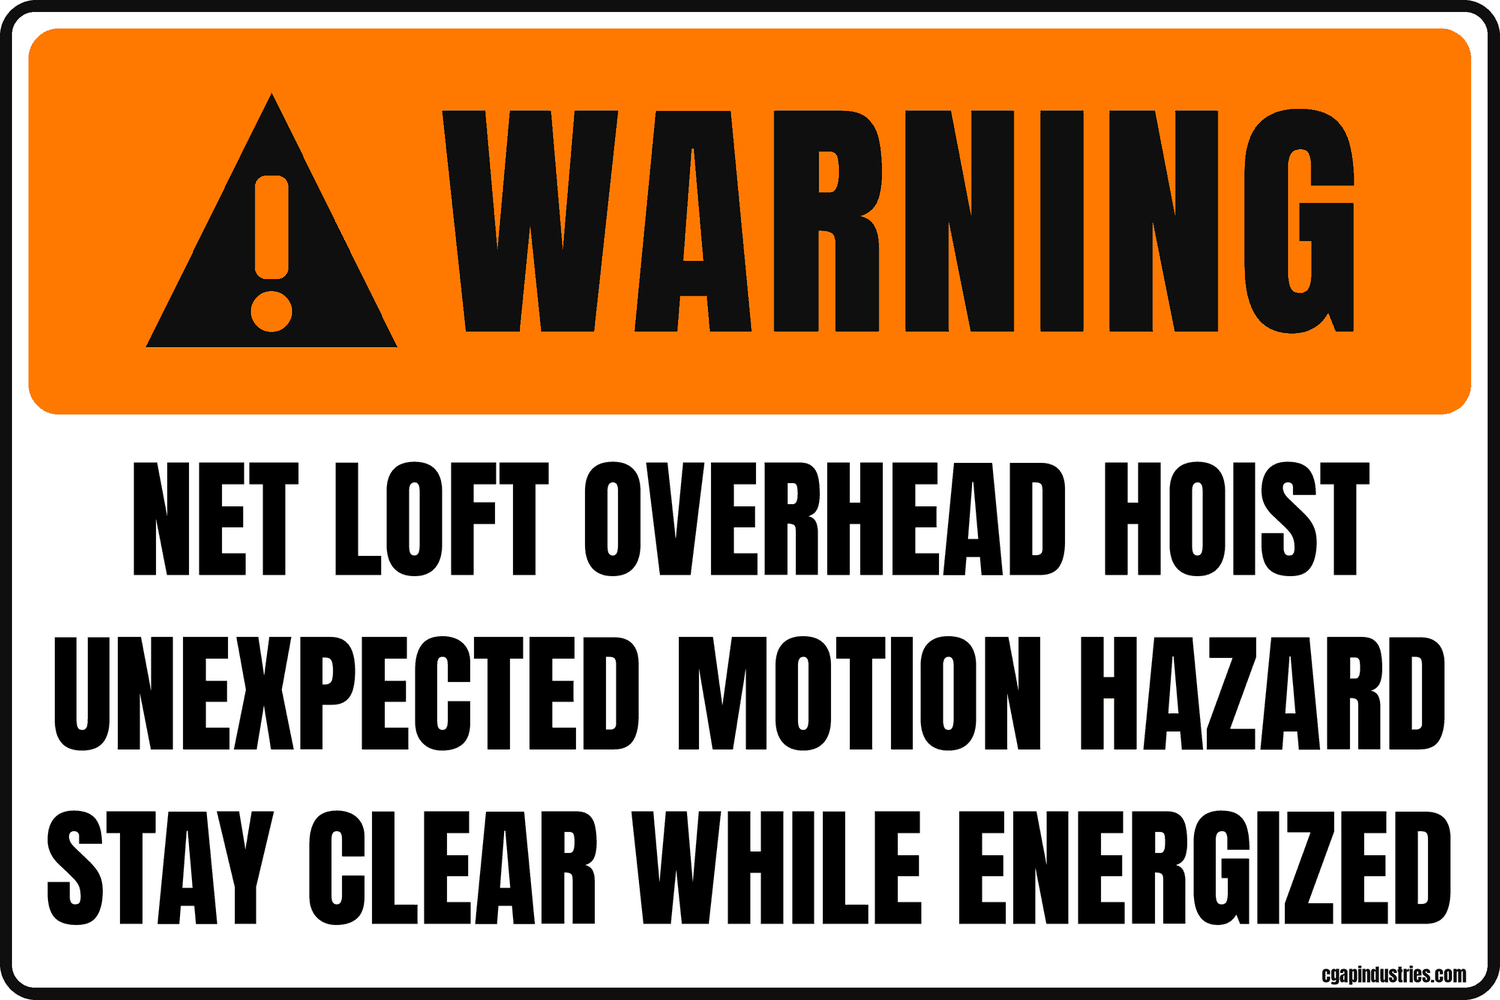 WARNING
NET LOFT OVERHEAD HOIST
UNEXPECTED MOTION HAZARD
STAY CLEAR WHILE ENERGIZED
cgapindustries.com